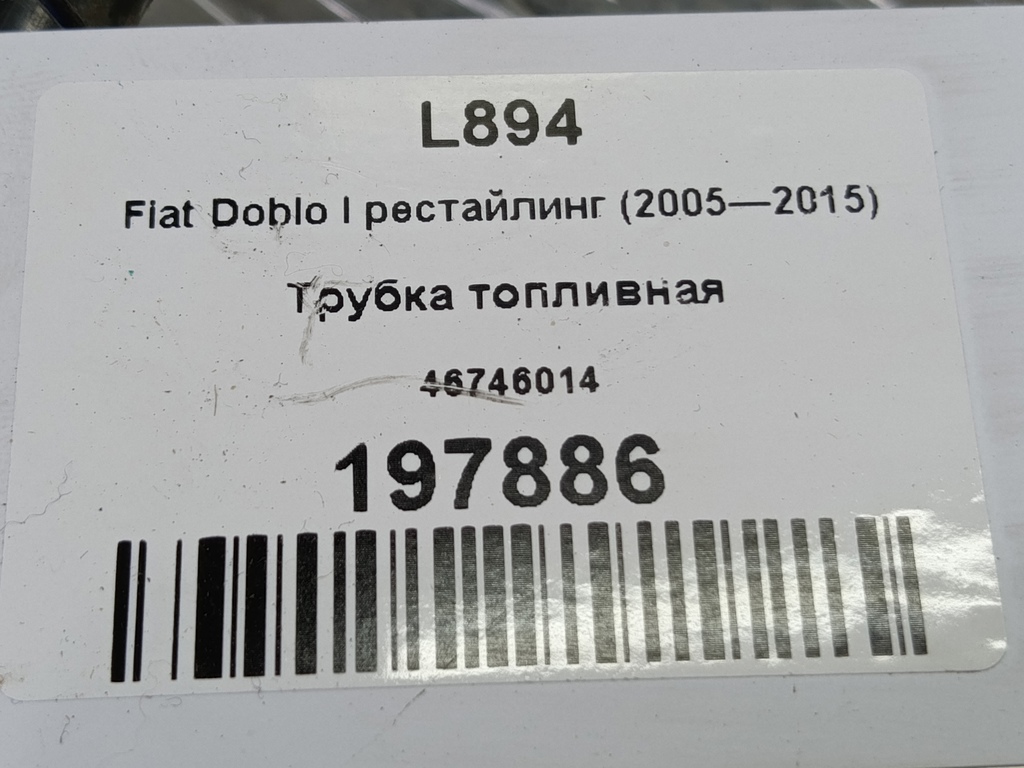 L894
Fiat Doblo I рестайлинг (2005—2015)
Трубка топливная
46746014
197886